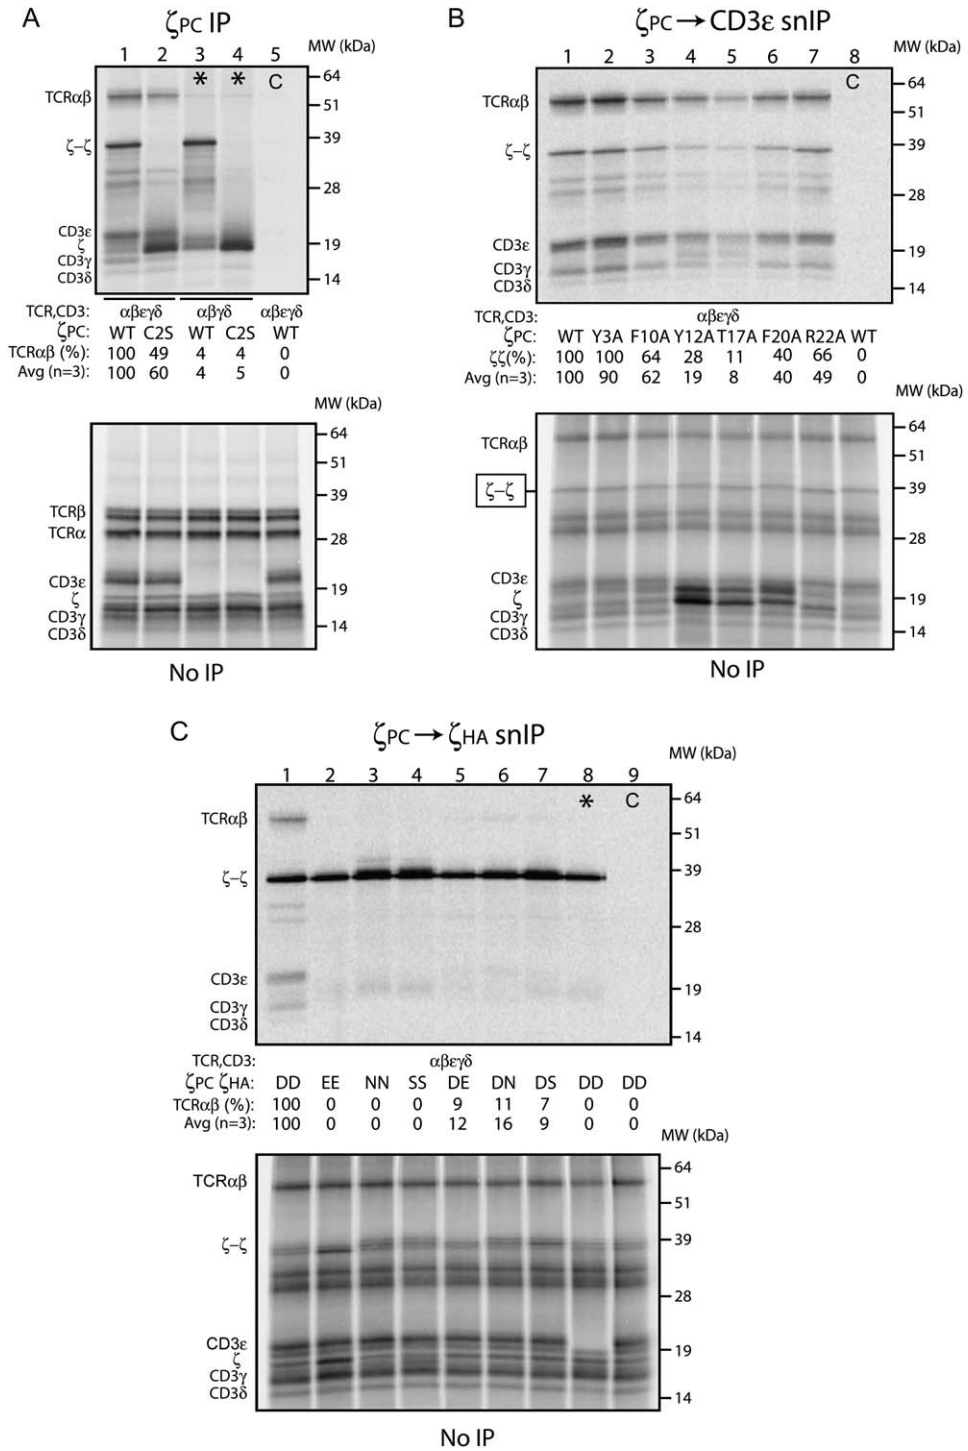 A
ζPC IP
1 2 3 4 5 MW (kDa)
* * C
TCRαβ
ζ–ζ
CD3ε
ζ
CD3γ
CD3δ
64
51
39
28
19
14
TCR,CD3: αβεγδ αβγδ αβεγδ
ζPC: WT C2S WT C2S WT
TCRαβ (%): 100 49 4 4 0
Avg (n=3): 100 60 4 5 0
MW (kDa)
TCRβ
TCRα
CD3ε
ζ
CD3γ
CD3δ
64
51
39
28
19
14
No IP
B
ζPC → CD3ε snIP
1 2 3 4 5 6 7 8 MW (kDa)
C
TCRαβ
ζ–ζ
CD3ε
CD3γ
CD3δ
64
51
39
28
19
14
TCR,CD3: αβεγδ
ζPC: WT Y3A F10A Y12A T17A F20A R22A WT
ζζ(%): 100 100 64 28 11 40 66 0
Avg (n=3): 100 90 62 19 8 40 49 0
MW (kDa)
TCRαβ
ζ–ζ
CD3ε
ζ
CD3γ
CD3δ
64
51
39
28
19
14
No IP
C
ζPC → ζHA snIP
MW (kDa)
1 2 3 4 5 6 7 8 9
* C
TCRαβ
ζ–ζ
CD3ε
CD3γ
CD3δ
64
51
39
28
19
14
TCR,CD3: αβεγδ
ζPC ζHA: DD EE NN SS DE DN DS DD DD
TCRαβ (%): 100 0 0 0 9 11 7 0 0
Avg (n=3): 100 0 0 0 12 16 9 0 0
MW (kDa)
TCRαβ
ζ–ζ
CD3ε
ζ
CD3γ
CD3δ
64
51
39
28
19
14
No IP